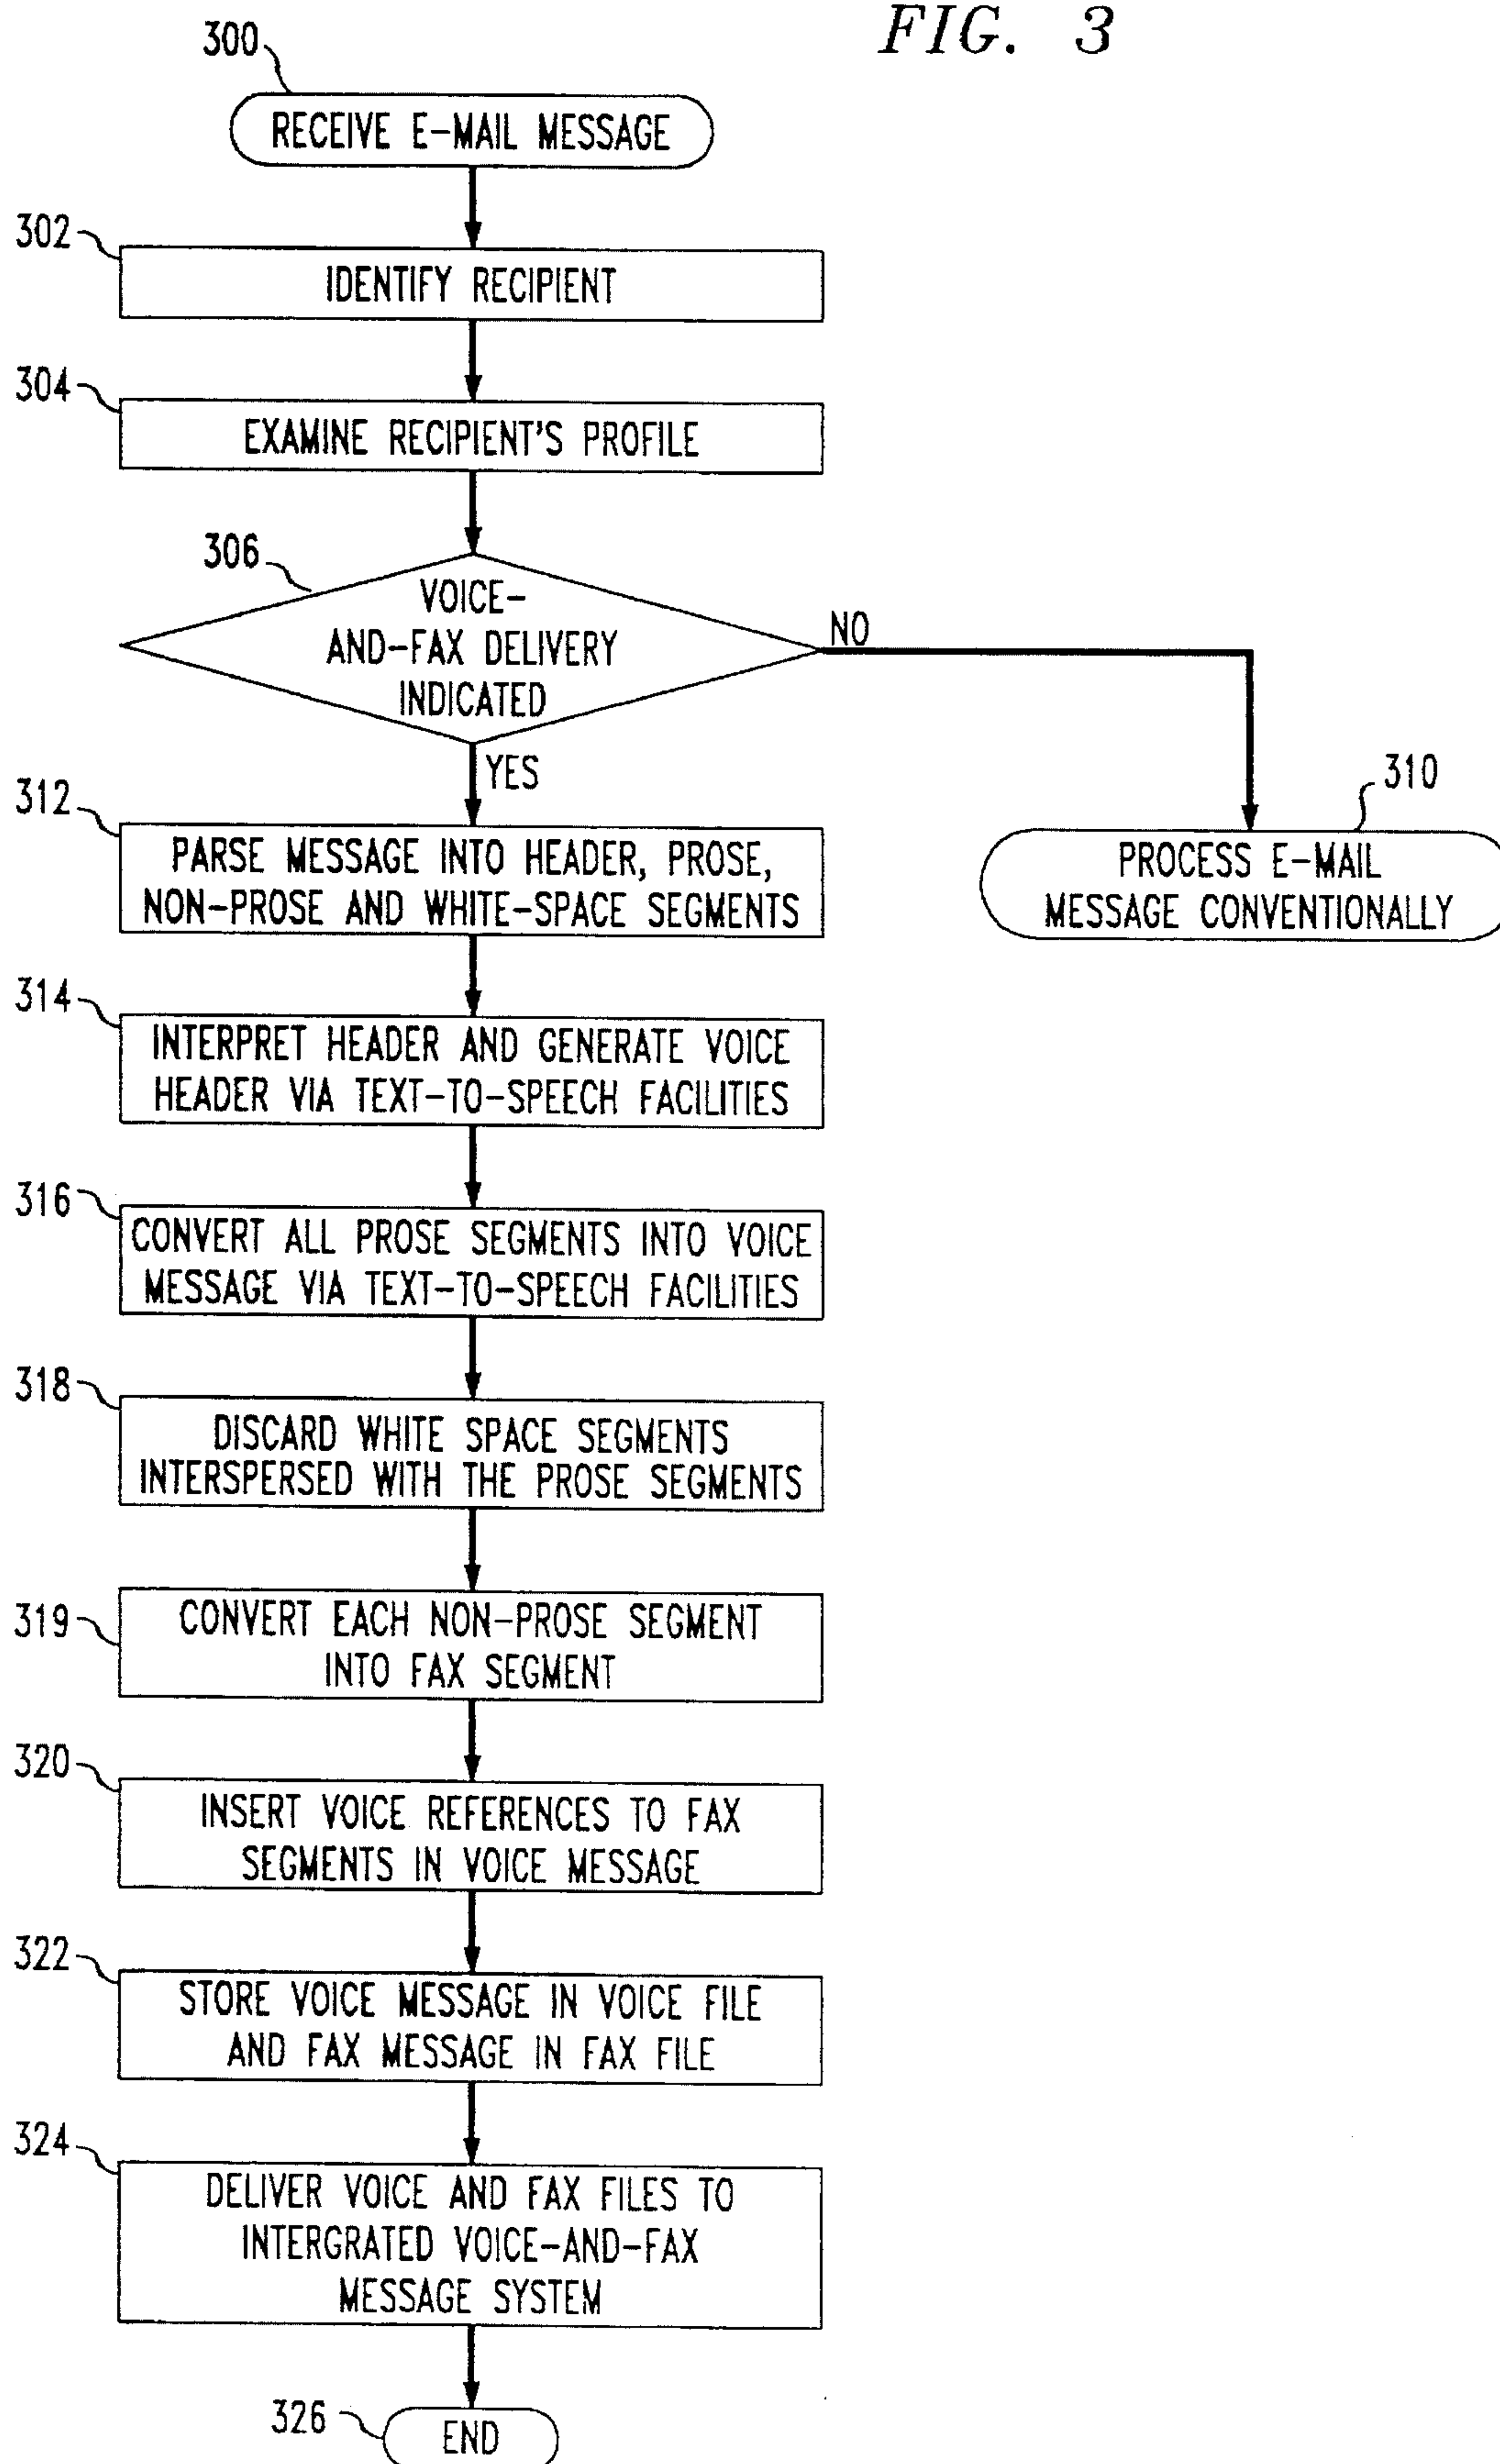 FIG. 3
300
RECEIVE E-MAIL MESSAGE
302
IDENTIFY RECIPIENT
304
EXAMINE RECIPIENT'S PROFILE
306
VOICE-
AND-FAX DELIVERY
INDICATED
NO
YES
310
PROCESS E-MAIL
MESSAGE CONVENTIONALLY
312
PARSE MESSAGE INTO HEADER, PROSE,
NON-PROSE AND WHITE-SPACE SEGMENTS
314
INTERPRET HEADER AND GENERATE VOICE
HEADER VIA TEXT-TO-SPEECH FACILITIES
316
CONVERT ALL PROSE SEGMENTS INTO VOICE
MESSAGE VIA TEXT-TO-SPEECH FACILITIES
318
DISCARD WHITE SPACE SEGMENTS
INTERSPERSED WITH THE PROSE SEGMENTS
319
CONVERT EACH NON-PROSE SEGMENT
INTO FAX SEGMENT
320
INSERT VOICE REFERENCES TO FAX
SEGMENTS IN VOICE MESSAGE
322
STORE VOICE MESSAGE IN VOICE FILE
AND FAX MESSAGE IN FAX FILE
324
DELIVER VOICE AND FAX FILES TO
INTERGRATED VOICE-AND-FAX
MESSAGE SYSTEM
326
END